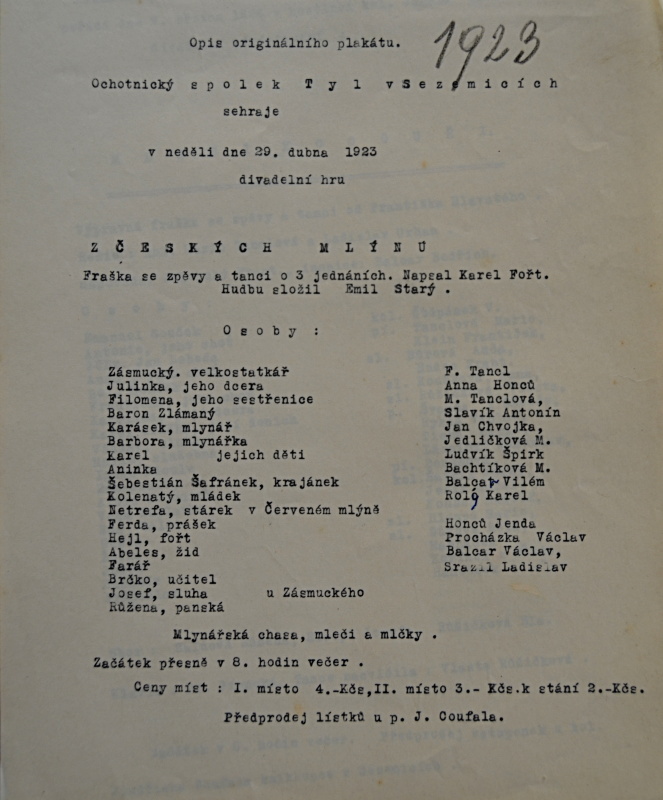 Opis originálního plakátu.
1923
Ochotnický spolek Tyl v Sezemicích
sehraje
v neděli dne 29. dubna 1923
divadelní hru
Z ČESKÝCH MLÝNŮ
Fraška se zpěvy a tanci o 3 jednáních. Napsal Karel Fořt.
Hudbu složil Emil Starý .
Osoby :
Zásmucký. velkostatkář F. Tancl
Julinka, jeho dcera Anna Honců
Filomena, jeho sestřenice M. Tanclová,
Baron Zlámaný Slavík Antonín
Karásek, mlynář Jan Chvojka,
Barbora, mlynářka Jedličková M.
Karel jejich děti Ludvík Špirk
Aninka Bachtíková M.
Šebestián Šafránek, krajánek Balcar Vilém
Kolenatý, mládek Rolý Karel
Netrefa, stárek v Červeném mlýně
Ferda, prášek Honců Jenda
Hejl, fořt Procházka Václav
Abeles, žid Balcar Václav,
Farář Srazil Ladislav
Brčko, učitel
Josef, sluha u Zásmuckého
Růžena, panská
Mlynářská chasa, mleči a mlčky .
Začátek přesně v 8. hodin večer .
Ceny míst : I. místo 4.-Kčs,II. místo 3.- Kčs.k stání 2.-Kčs.
Předprodej lístků u p. J. Coufala.